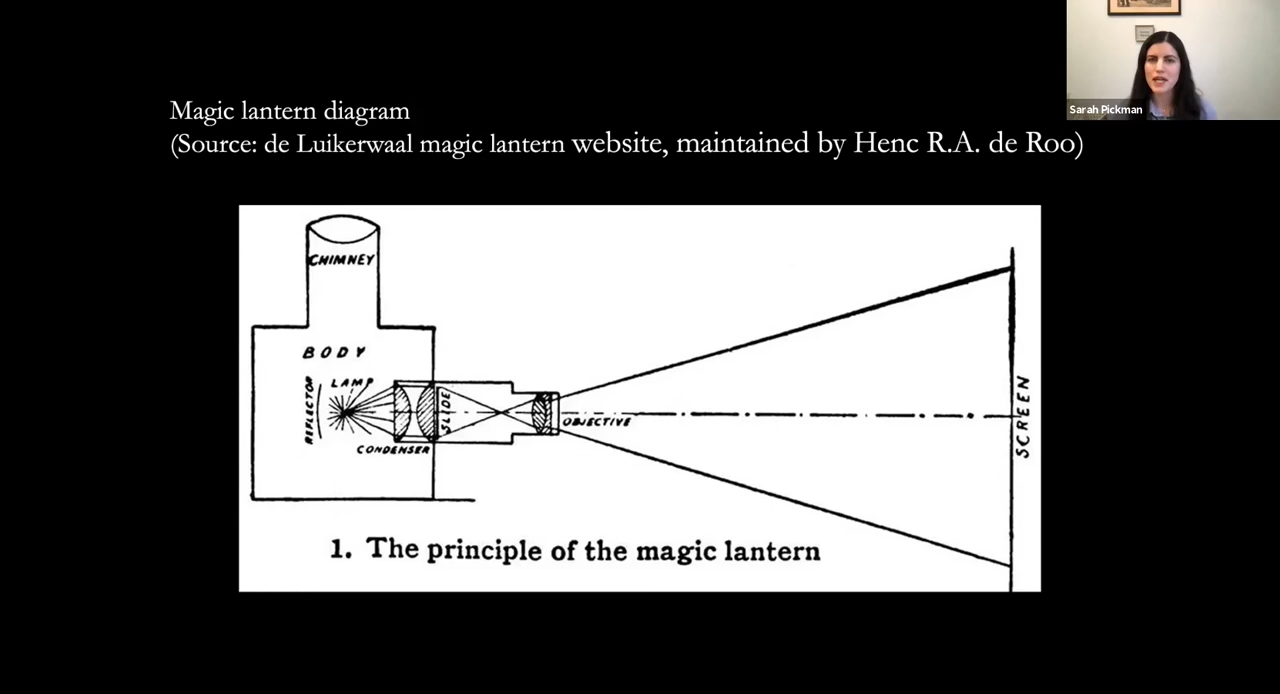 Sarah Pickman
Magic lantern diagram
(Source: de Luikerwaal magic lantern website, maintained by Henc R.A. de Roo)
CHIMNEY
BODY
REFLECTOR
LAMP
SLIDE
CONDENSER
OBJECTIVE
SCREEN
1. The principle of the magic lantern